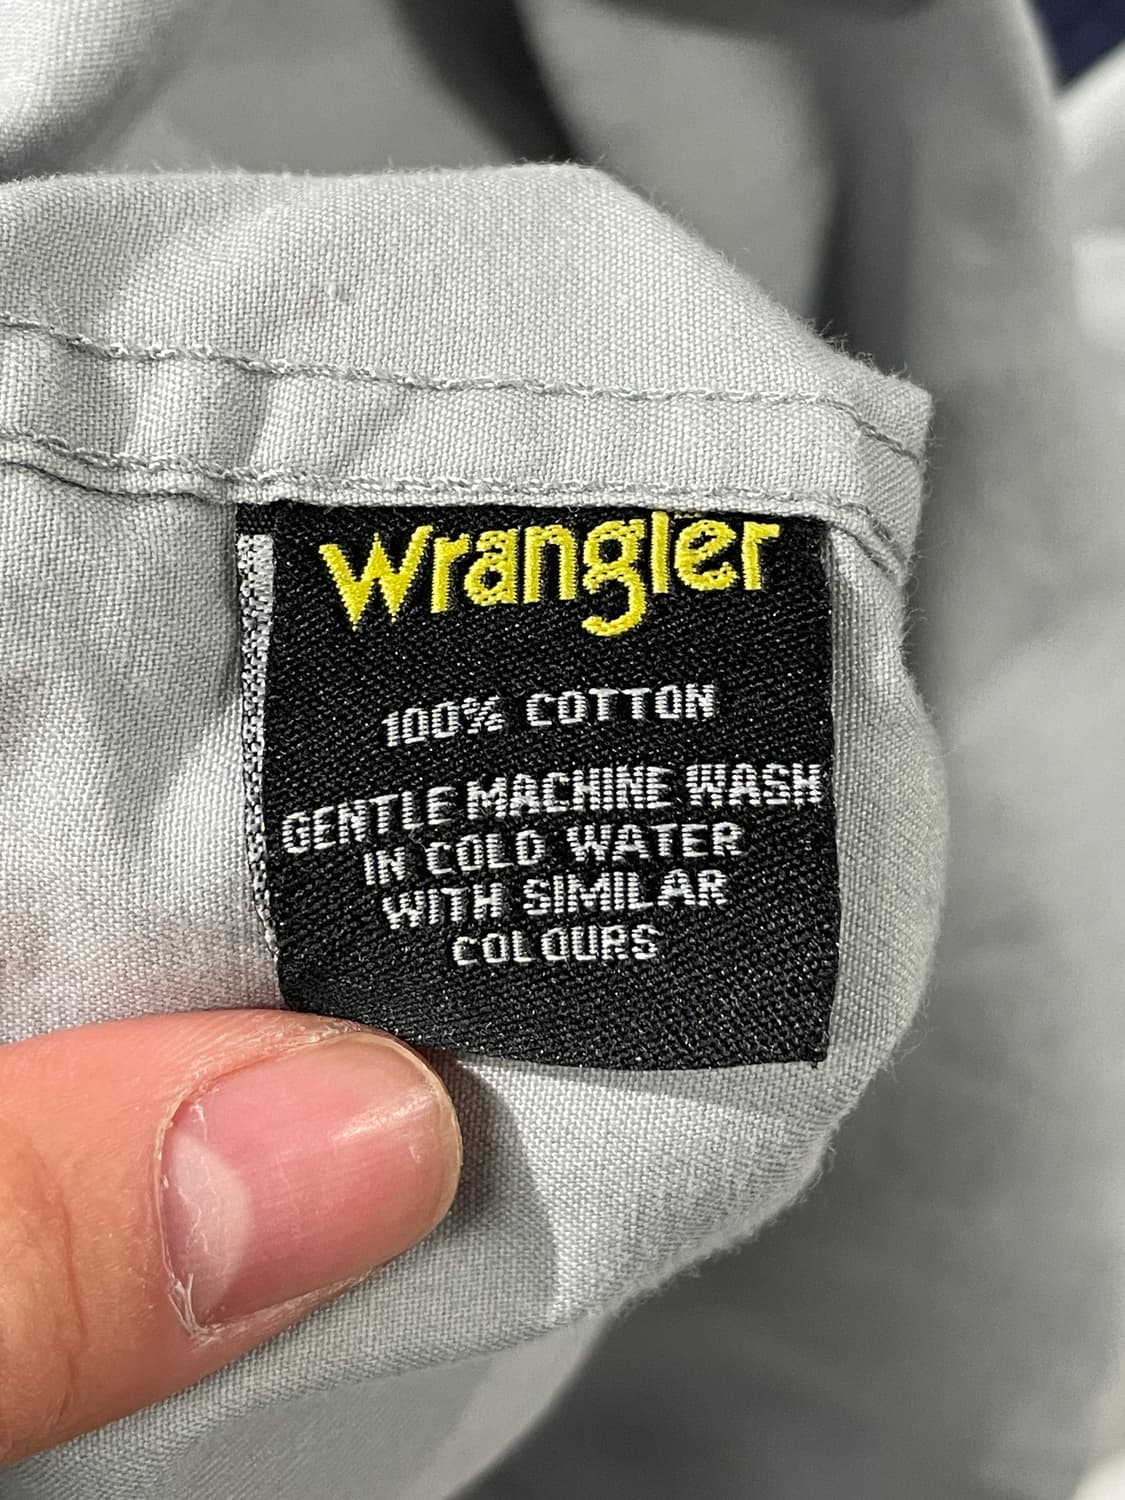 Wrangler
100% COTTON
GENTLE MACHINE WASH
IN COLD WATER
WITH SIMILAR
COLOURS